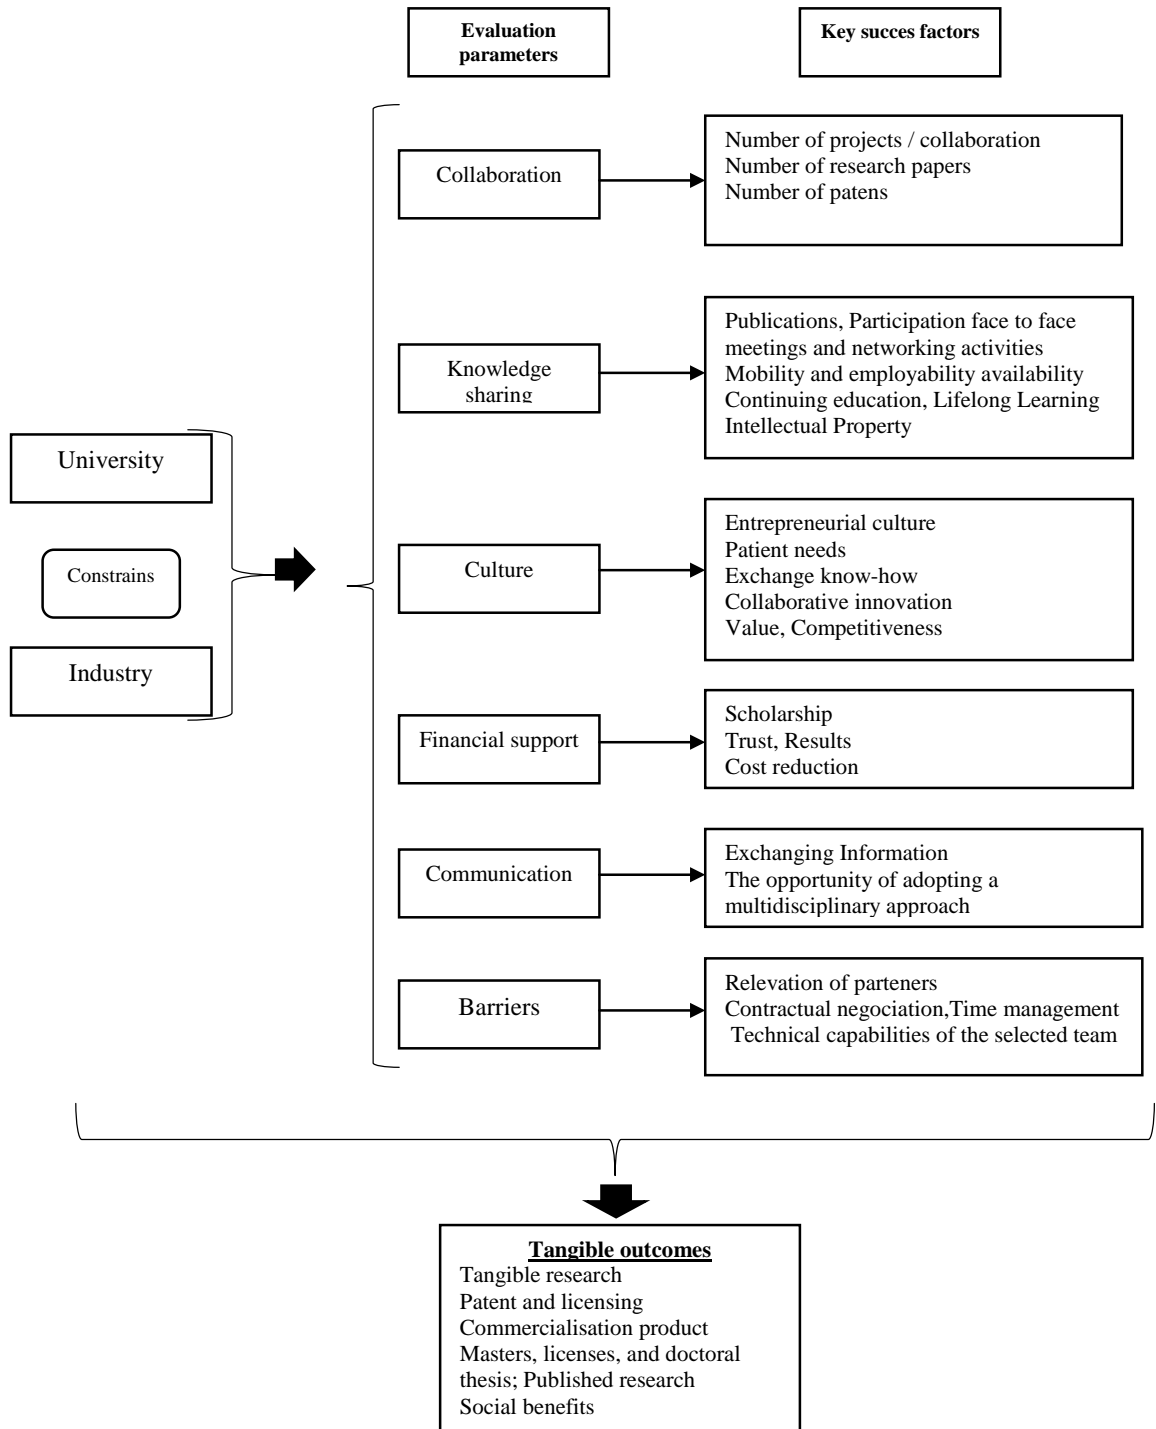 Evaluation
parameters
Key succes factors
Collaboration
Number of projects / collaboration
Number of research papers
Number of patens
Knowledge
sharing
Publications, Participation face to face
meetings and networking activities
Mobility and employability availability
Continuing education, Lifelong Learning
Intellectual Property
University
Constrains
Industry
Culture
Entrepreneurial culture
Patient needs
Exchange know-how
Collaborative innovation
Value, Competitiveness
Financial support
Scholarship
Trust, Results
Cost reduction
Communication
Exchanging Information
The opportunity of adopting a
multidisciplinary approach
Barriers
Relevation of parteners
Contractual negociation,Time management
Technical capabilities of the selected team
Tangible outcomes
Tangible research
Patent and licensing
Commercialisation product
Masters, licenses, and doctoral
thesis; Published research
Social benefits